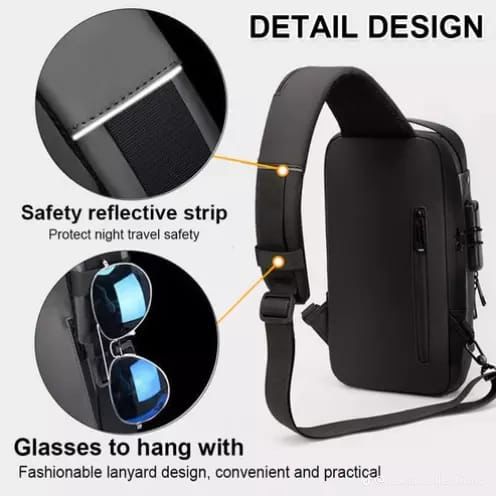 DETAIL DESIGN
Safety reflective strip
Protect night travel safety
Glasses to hang with
Fashionable lanyard design, convenient and practical